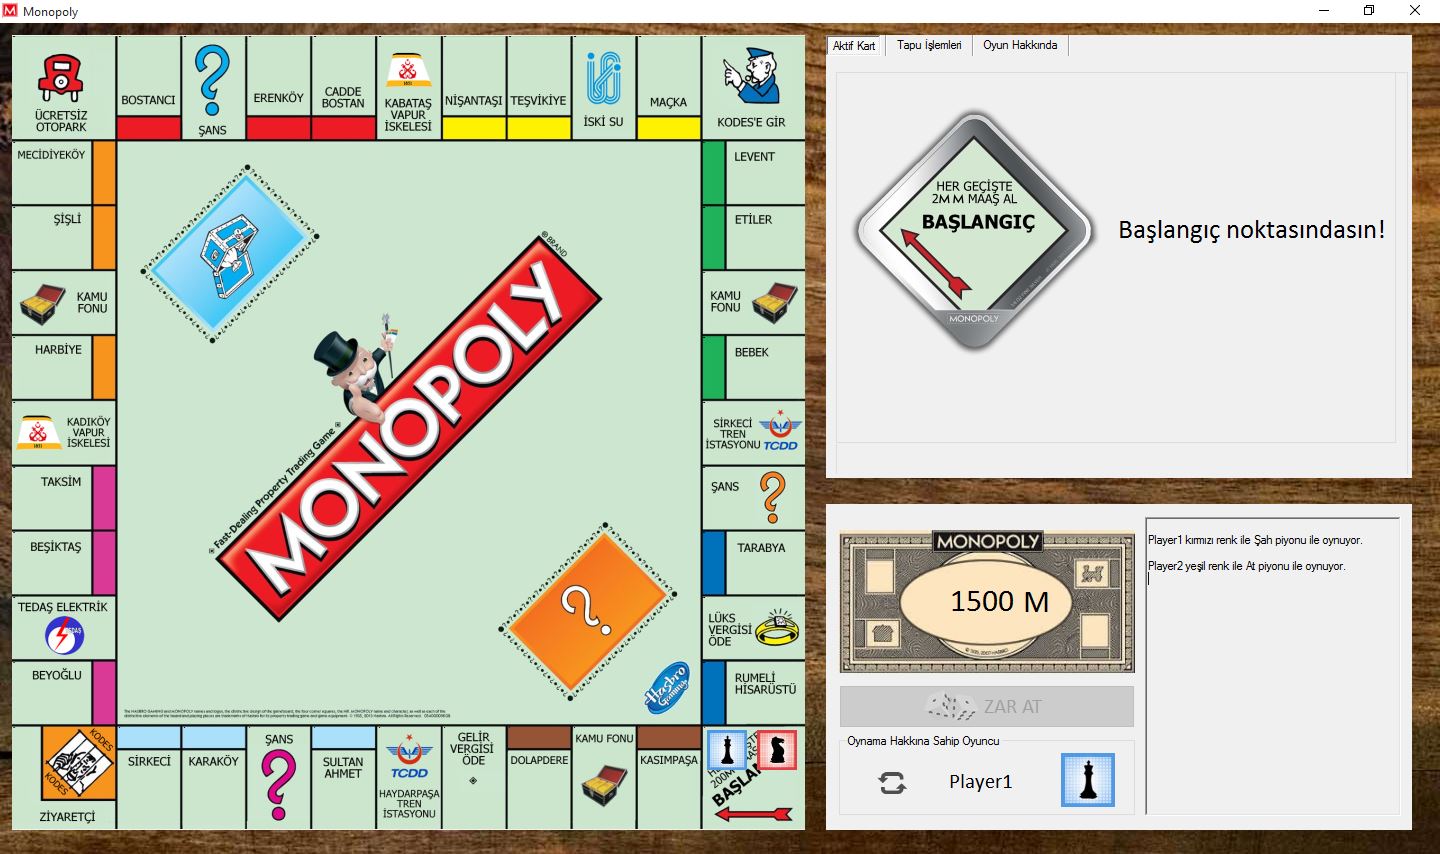 Monopoly
Aktif Kart
Tapu İşlemleri
Oyun Hakkında
ÜCRETSİZ
OTOPARK
BOSTANCI
ŞANS
ERENKÖY
CADDE
BOSTAN
KABATAŞ
VAPUR
İSKELESİ
NİŞANTAŞI
TEŞVİKİYE
İSKİ SU
MAÇKA
KODES'E GİR
MECİDİYEKÖY
ŞİŞLİ
KAMU
FONU
HARBİYE
KADIKÖY
VAPUR
İSKELESİ
TAKSİM
BEŞİKTAŞ
TEDAŞ ELEKTRİK
BEYOĞLU
LEVENT
ETİLER
KAMU
FONU
BEBEK
SİRKECİ
TREN
İSTASYONU
TCDD
ŞANS
TARABYA
LÜKS
VERGİSİ
ÖDE
RUMELİ
HİSARÜSTÜ
BRAND
MONOPOLY
Fast-Dealing Property Trading Game
Hasbro
Gaming
KODES
KODES
ZİYARETÇİ
SİRKECİ
KARAKÖY
ŞANS
SULTAN
AHMET
TCDD
HAYDARPAŞA
TREN
İSTASYONU
GELİR
VERGİSİ
ÖDE
DOLAPDERE
KAMU FONU
KASIMPAŞA
HER GEÇİŞTE
2M M MAAŞ AL
BAŞLANGIÇ
MONOPOLY
Başlangıç noktasındasın!
MONOPOLY
1500 M
ZAR AT
Oynama Hakkına Sahip Oyuncu
Player1
Player1 kırmızı renk ile Şah piyonu ile oynuyor.
Player2 yeşil renk ile At piyonu ile oynuyor.